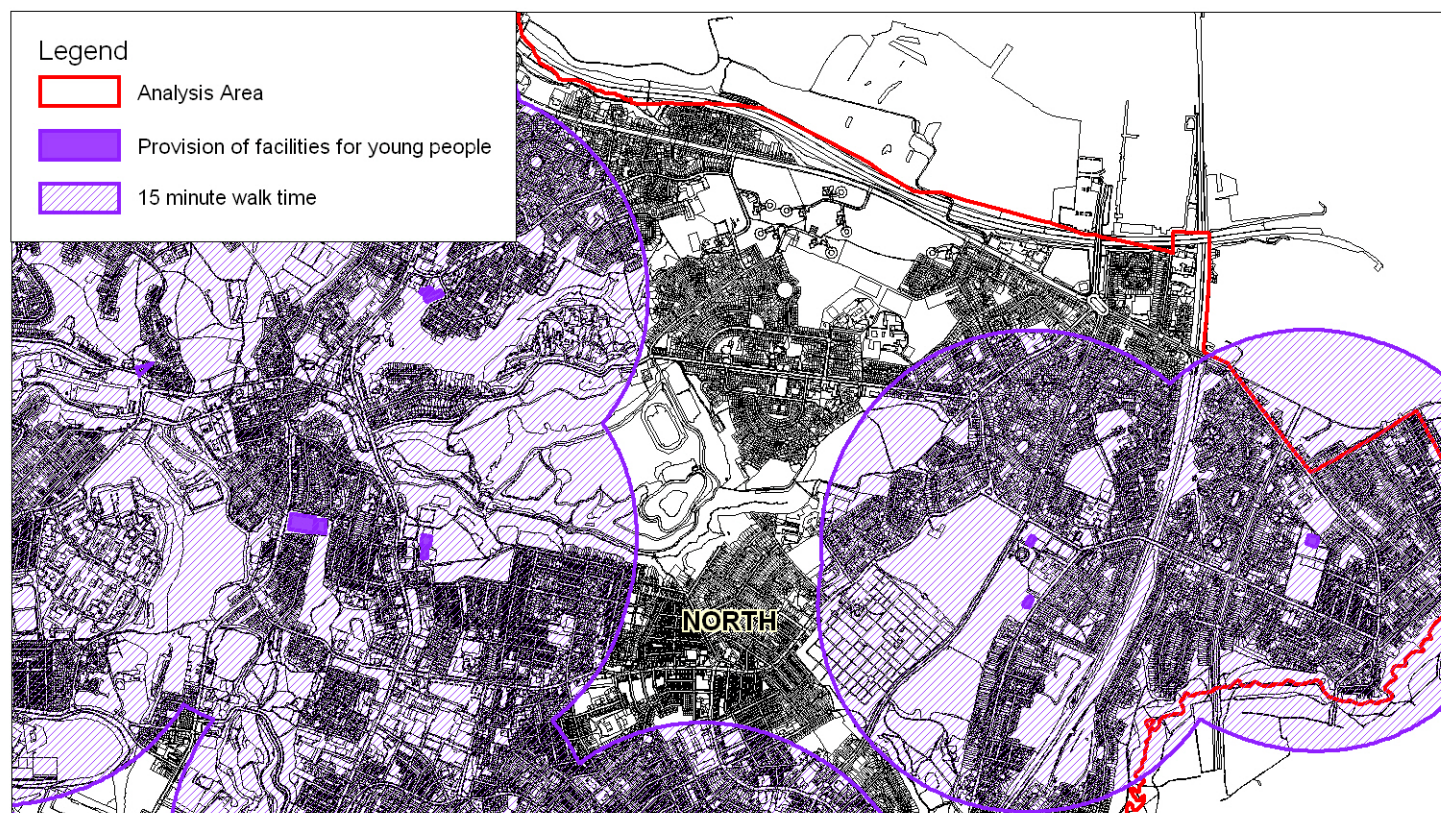 Legend
Analysis Area
Provision of facilities for young people
15 minute walk time
NORTH